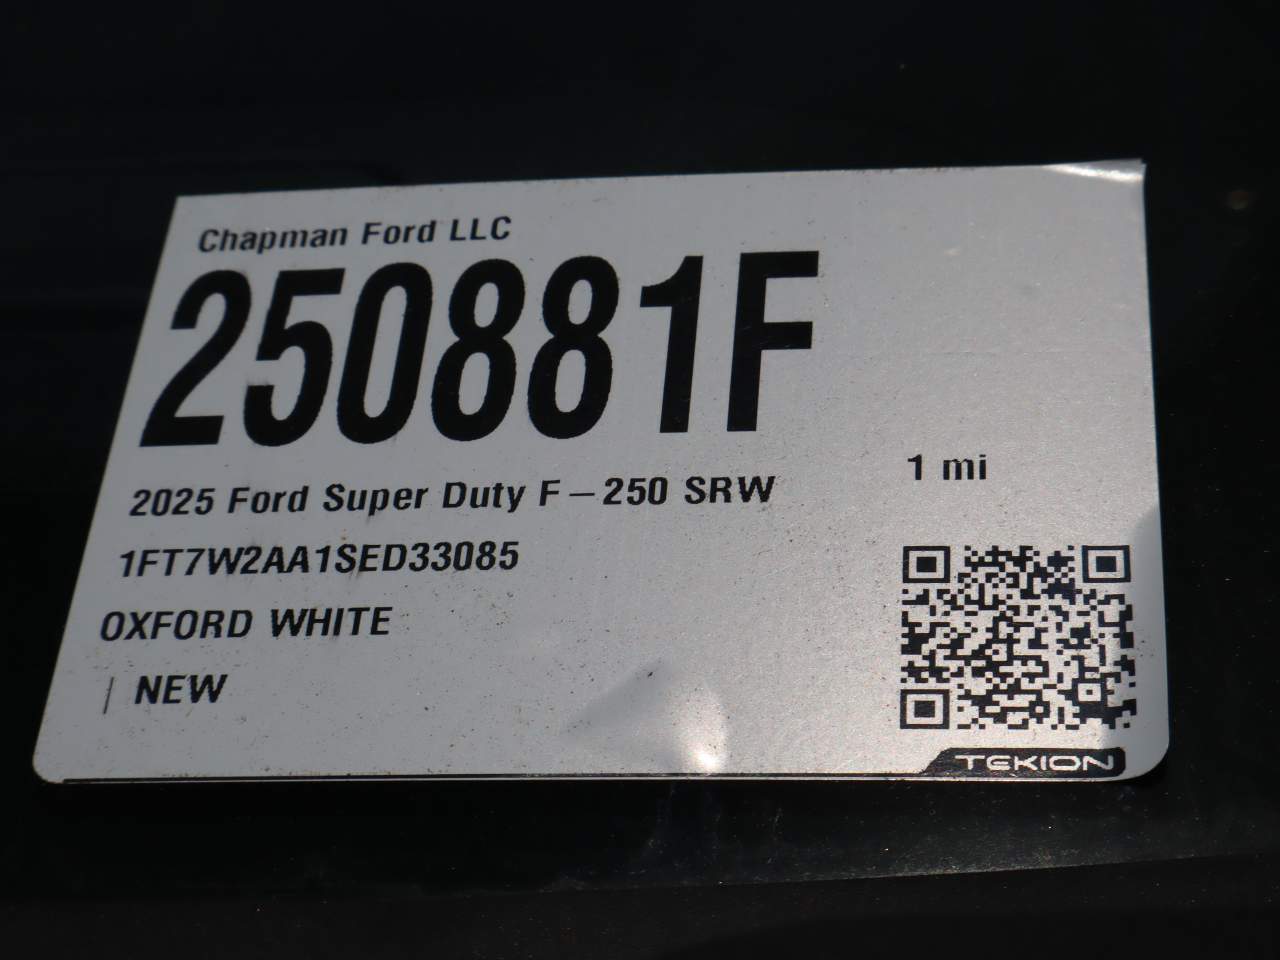 Chapman Ford LLC
250881F
2025 Ford Super Duty F-250 SRW
1 mi
1FT7W2AA1SED33085
OXFORD WHITE
| NEW
TEKION